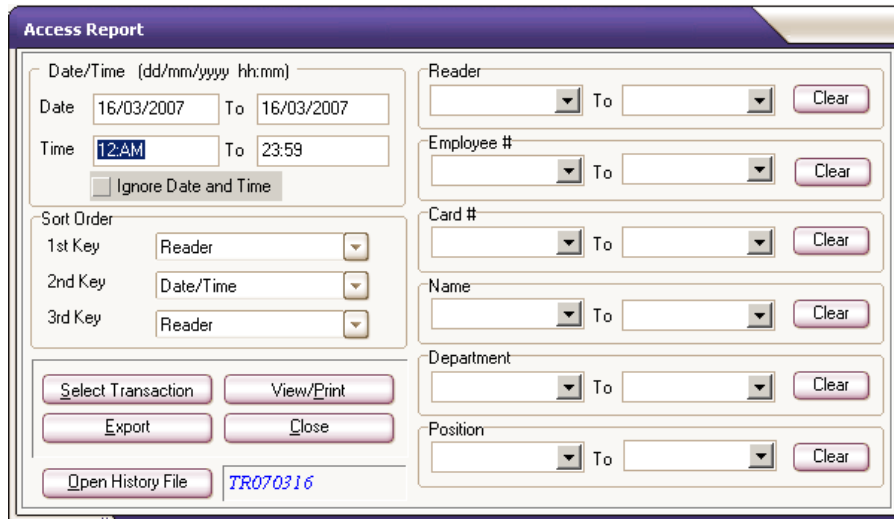 Access Report
Date/Time (dd/mm/yyyy hh:mm)
Date 16/03/2007 To 16/03/2007
Time 12:AM To 23:59
Ignore Date and Time
Sort Order
1st Key Reader
2nd Key Date/Time
3rd Key Reader
Select Transaction View/Print
Export Close
Open History File TR070316
Reader
To Clear
Employee #
To Clear
Card #
To Clear
Name
To Clear
Department
To Clear
Position
To Clear